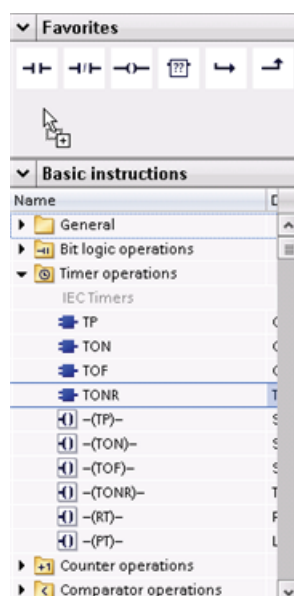 Favorites
??
Basic instructions
Name
General
Bit logic operations
Timer operations
IEC Timers
TP
TON
TOF
TONR
-(TP)-
-(TON)-
-(TOF)-
-(TONR)-
-(RT)-
-(PT)-
+1 Counter operations
Comparator operations